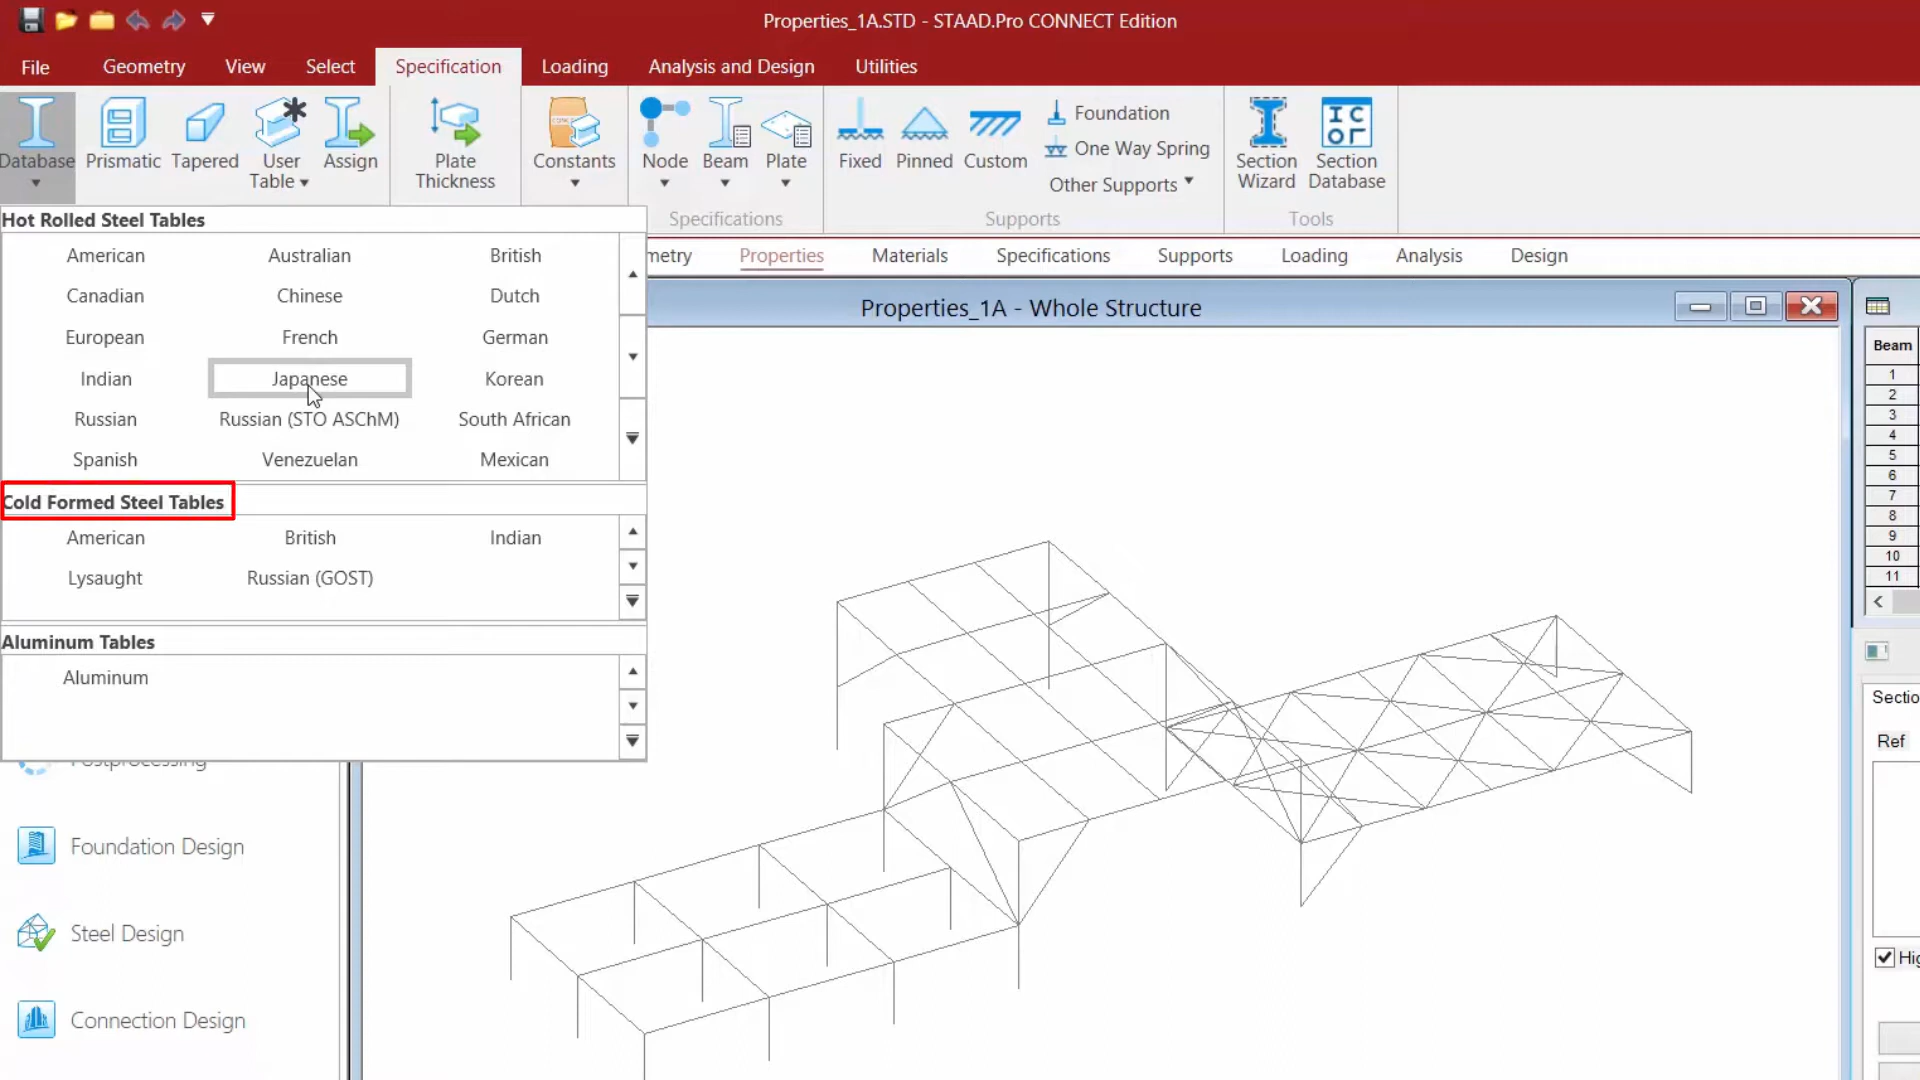 Properties_1A.STD - STAAD.Pro CONNECT Edition
File Geometry View Select Specification Loading Analysis and Design Utilities
Database Prismatic Tapered User Table Assign Plate Thickness Constants Node Beam Plate Fixed Pinned Custom
Foundation
One Way Spring
Other Supports
Section Wizard Section Database
Specifications Supports Tools
Hot Rolled Steel Tables
American Australian British
Canadian Chinese Dutch
European French German
Indian Japanese Korean
Russian Russian (STO ASChM) South African
Spanish Venezuelan Mexican
Cold Formed Steel Tables
American British Indian
Lysaught Russian (GOST)
Aluminum Tables
Aluminum
metry Properties Materials Specifications Supports Loading Analysis Design
Properties_1A - Whole Structure
Beam
1
2
3
4
5
6
7
8
9
10
11
Sectio
Ref
Hig
Foundation Design
Steel Design
Connection Design